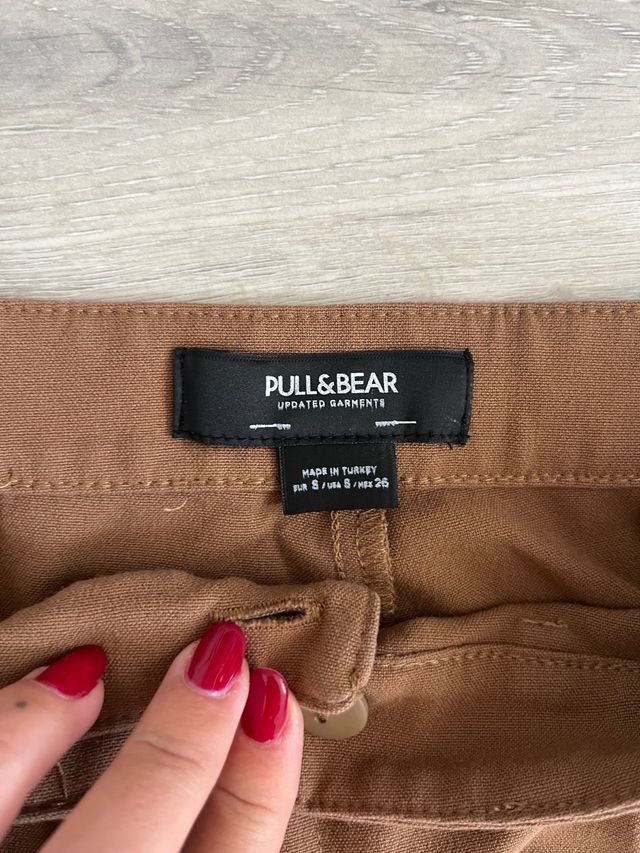 PULL&BEAR
UPDATED GARMENTS
MADE IN TURKEY
EUR S / USA S / MEX 26